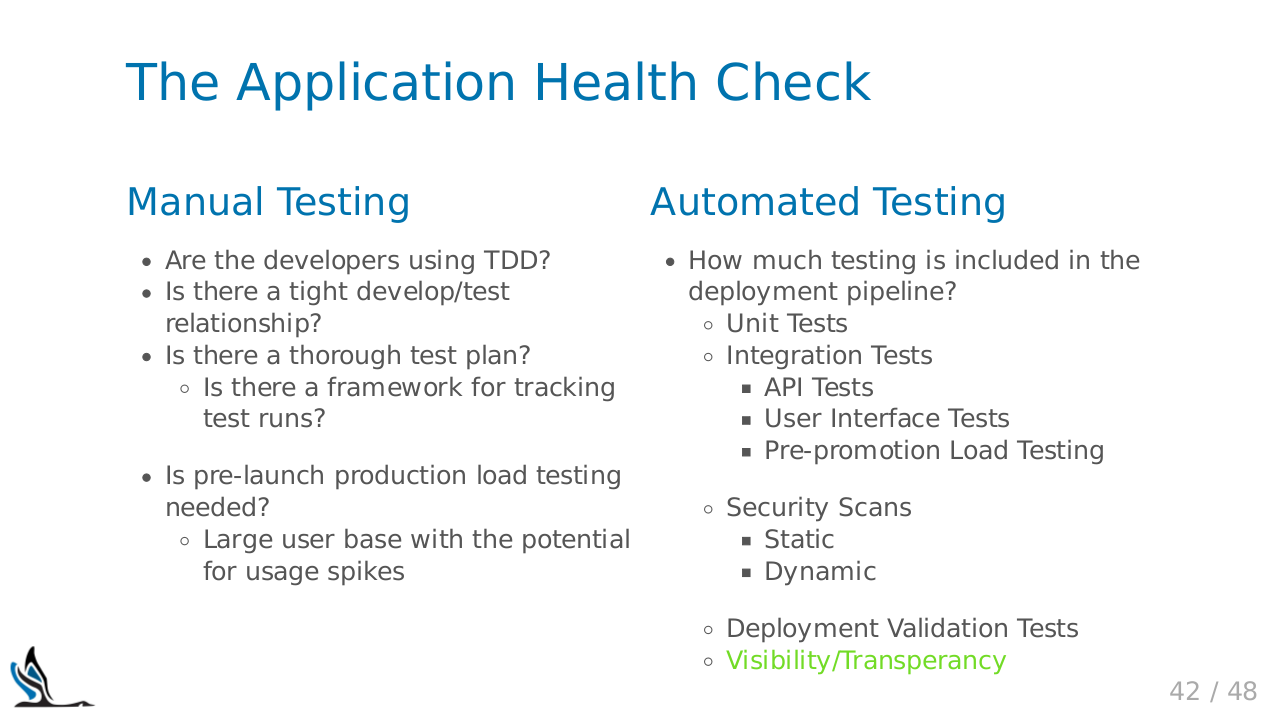 The Application Health Check
Manual Testing
Are the developers using TDD?
Is there a tight develop/test
relationship?
Is there a thorough test plan?
Is there a framework for tracking
test runs?
Is pre-launch production load testing
needed?
Large user base with the potential
for usage spikes
Automated Testing
How much testing is included in the
deployment pipeline?
Unit Tests
Integration Tests
API Tests
User Interface Tests
Pre-promotion Load Testing
Security Scans
Static
Dynamic
Deployment Validation Tests
Visibility/Transperancy
42 / 48